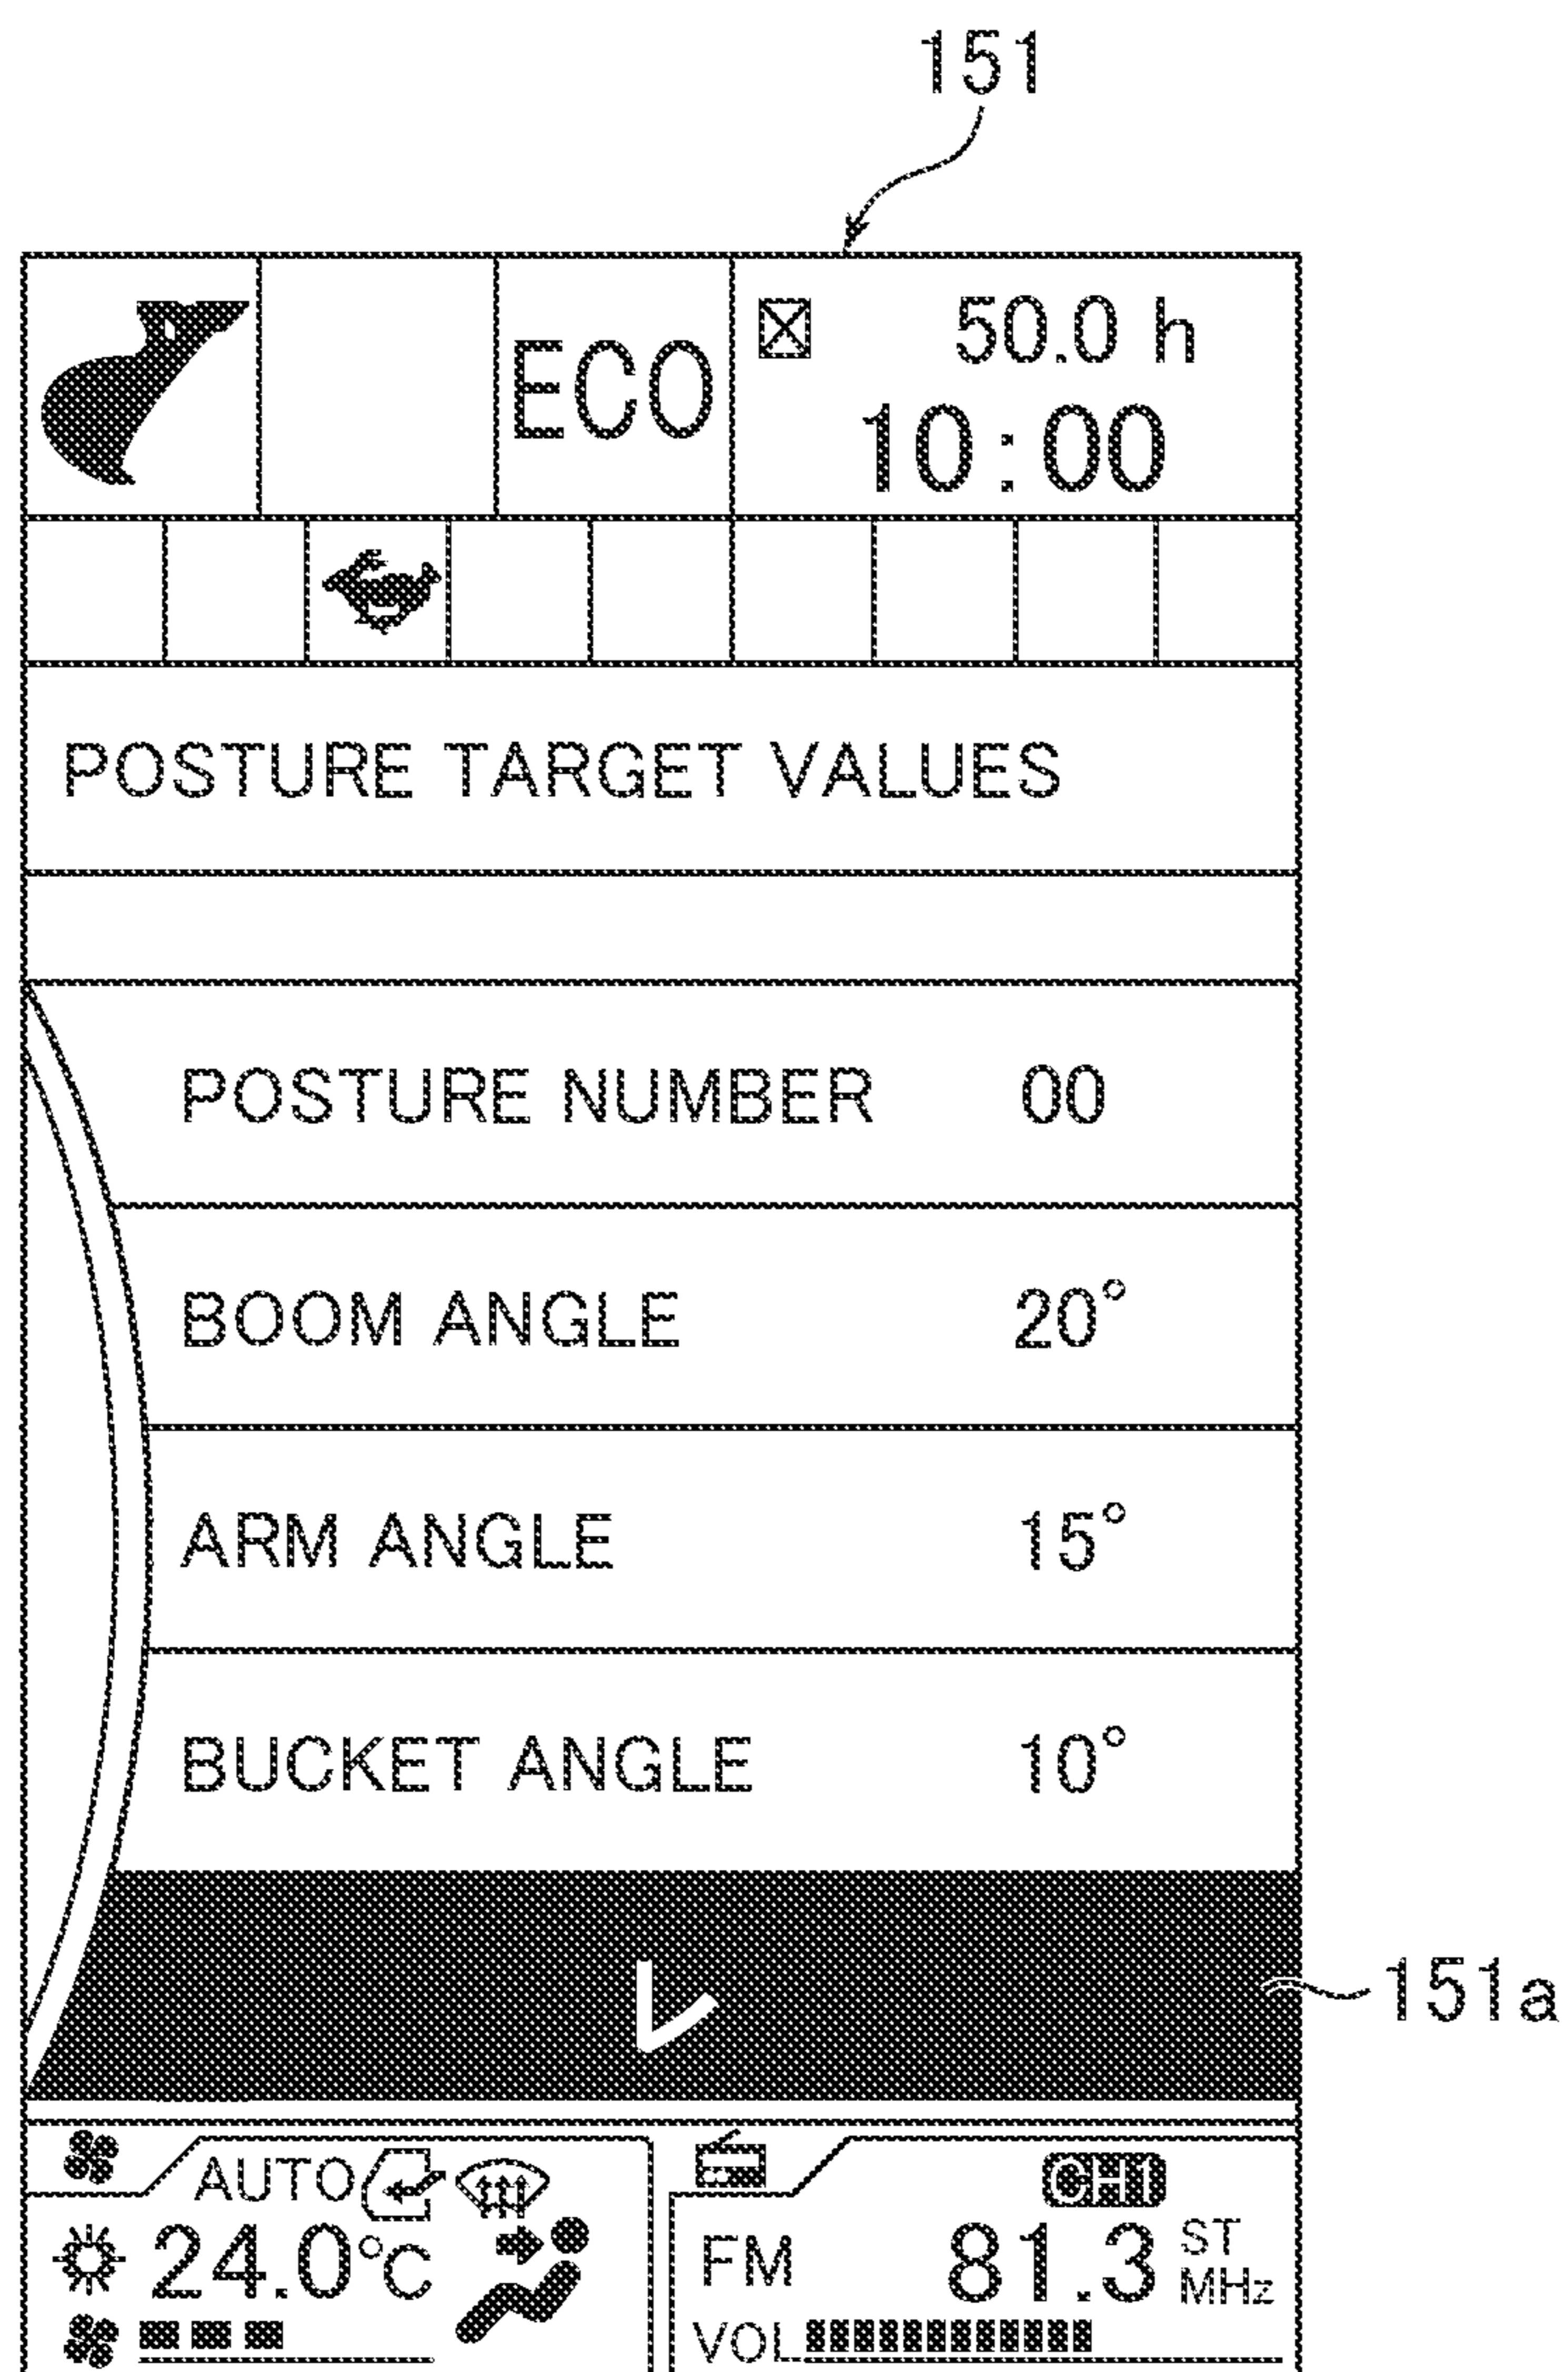 151
50.0 h
ECO
10:00
POSTURE TARGET VALUES
POSTURE NUMBER 00
BOOM ANGLE 20°
ARM ANGLE 15°
BUCKET ANGLE 10°
151a
AUTO
CH1
24.0°C
FM 81.3 ST MHz
VOL